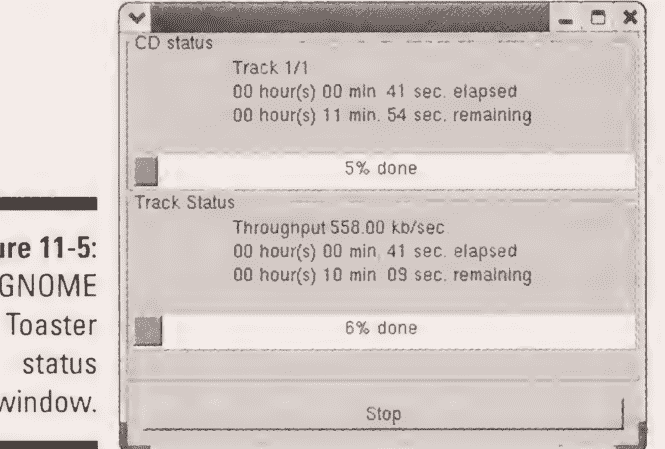 CD status
Track 1/1
00 hour(s) 00 min 41 sec. elapsed
00 hour(s) 11 min. 54 sec. remaining
5% done
Track Status
Throughput 558.00 kb/sec
00 hour(s) 00 min, 41 sec. elapsed
00 hour(s) 10 min 09 sec. remaining
6% done
Stop
ure 11-5:
GNOME
Toaster
status
window.